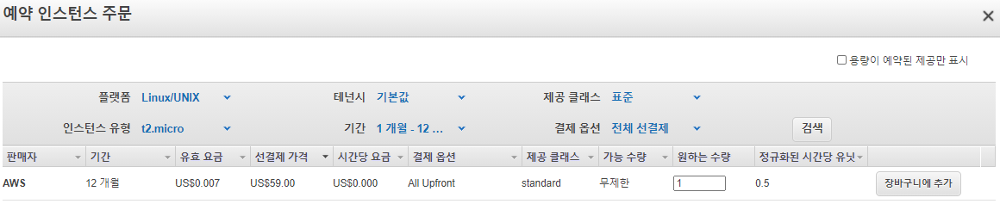 예약 인스턴스 주문
용량이 예약된 제공만 표시
플랫폼 Linux/UNIX 테넌시 기본값 제공 클래스 표준
인스턴스 유형 t2.micro 기간 1 개월 - 12 ... 결제 옵션 전체 선결제 검색
판매자 기간 유효 요금 선결제 가격 시간당 요금 결제 옵션 제공 클래스 가능 수량 원하는 수량 정규화된 시간당 유닛
AWS 12 개월 US$0.007 US$59.00 US$0.000 All Upfront standard 무제한 1 0.5 장바구니에 추가